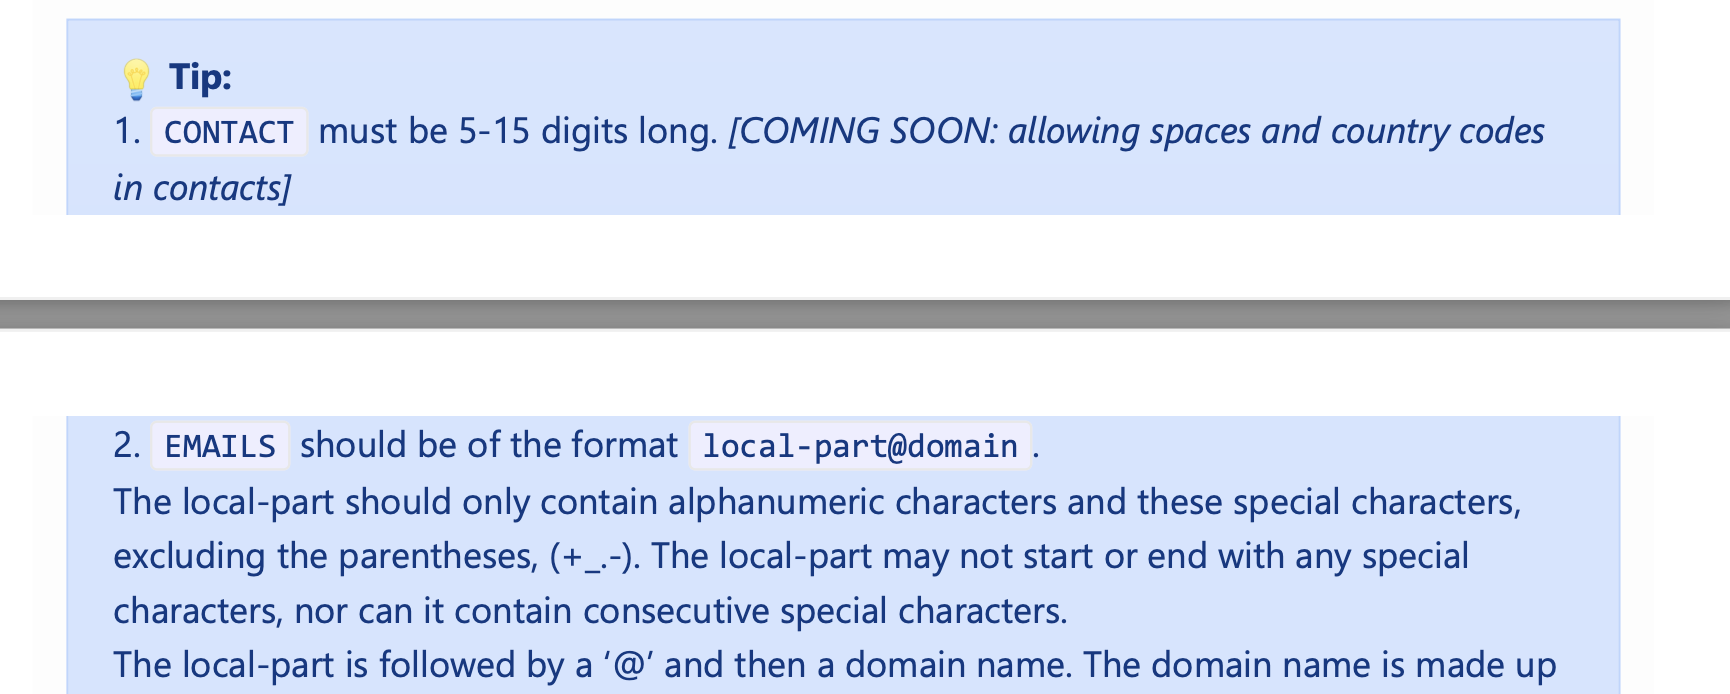 Tip:
1. CONTACT must be 5-15 digits long. [COMING SOON: allowing spaces and country codes
in contacts]
2. EMAILS should be of the format local-part@domain.
The local-part should only contain alphanumeric characters and these special characters,
excluding the parentheses, (+_.-). The local-part may not start or end with any special
characters, nor can it contain consecutive special characters.
The local-part is followed by a ‘@’ and then a domain name. The domain name is made up